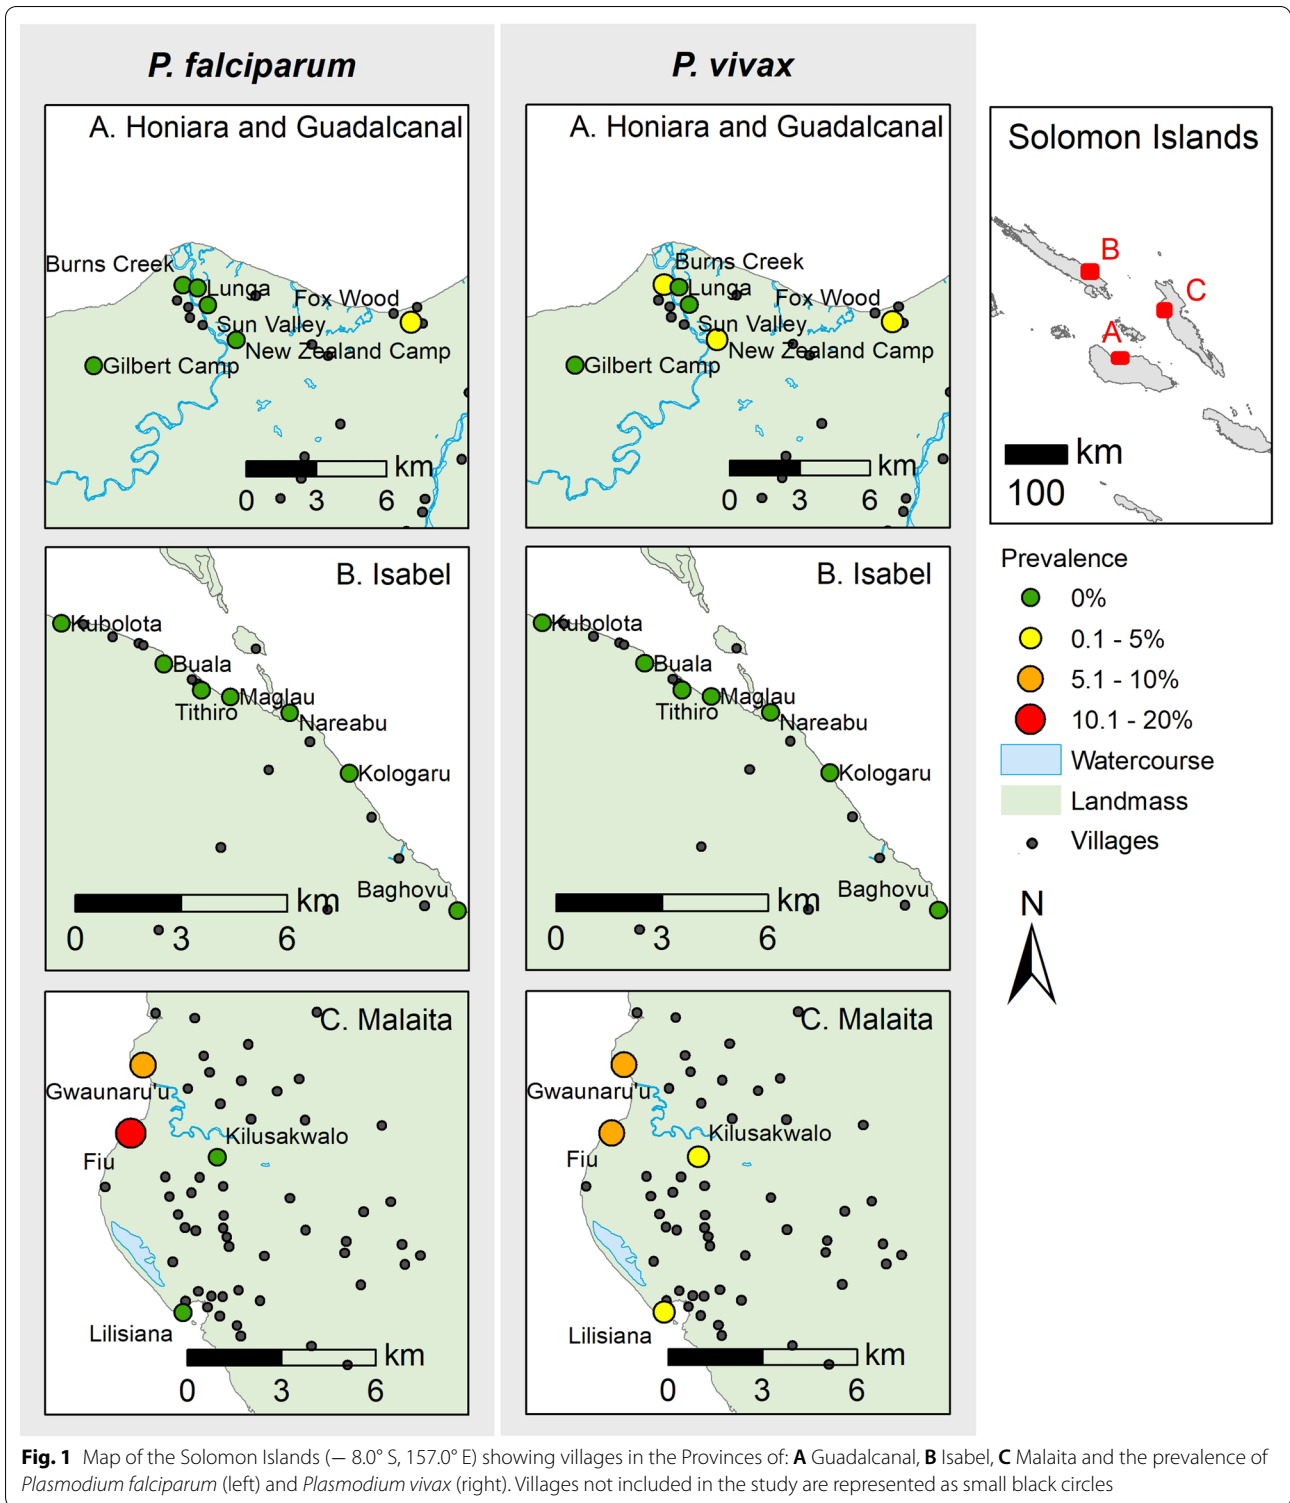 P. falciparum
A. Honiara and Guadalcanal
Burns Creek
Lunga
Fox Wood
Sun Valley
New Zealand Camp
Gilbert Camp
km
0 3 6
B. Isabel
Kubolota
Buala
Maglau
Tithiro
Nareabu
Kologaru
Baghovu
km
0 3 6
C. Malaita
Gwaunaru'u
Kilusakwalo
Fiu
Lilisiana
km
0 3 6
P. vivax
A. Honiara and Guadalcanal
Burns Creek
Lunga
Fox Wood
Sun Valley
New Zealand Camp
Gilbert Camp
km
0 3 6
B. Isabel
Kubolota
Buala
Maglau
Tithiro
Nareabu
Kologaru
Baghovu
km
0 3 6
C. Malaita
Gwaunaru'u
Kilusakwalo
Fiu
Lilisiana
km
0 3 6
Solomon Islands
B
C
A
km
100
Prevalence
0%
0.1 - 5%
5.1 - 10%
10.1 - 20%
Watercourse
Landmass
Villages
N
Fig. 1 Map of the Solomon Islands (− 8.0° S, 157.0° E) showing villages in the Provinces of: A Guadalcanal, B Isabel, C Malaita and the prevalence of
Plasmodium falciparum (left) and Plasmodium vivax (right). Villages not included in the study are represented as small black circles